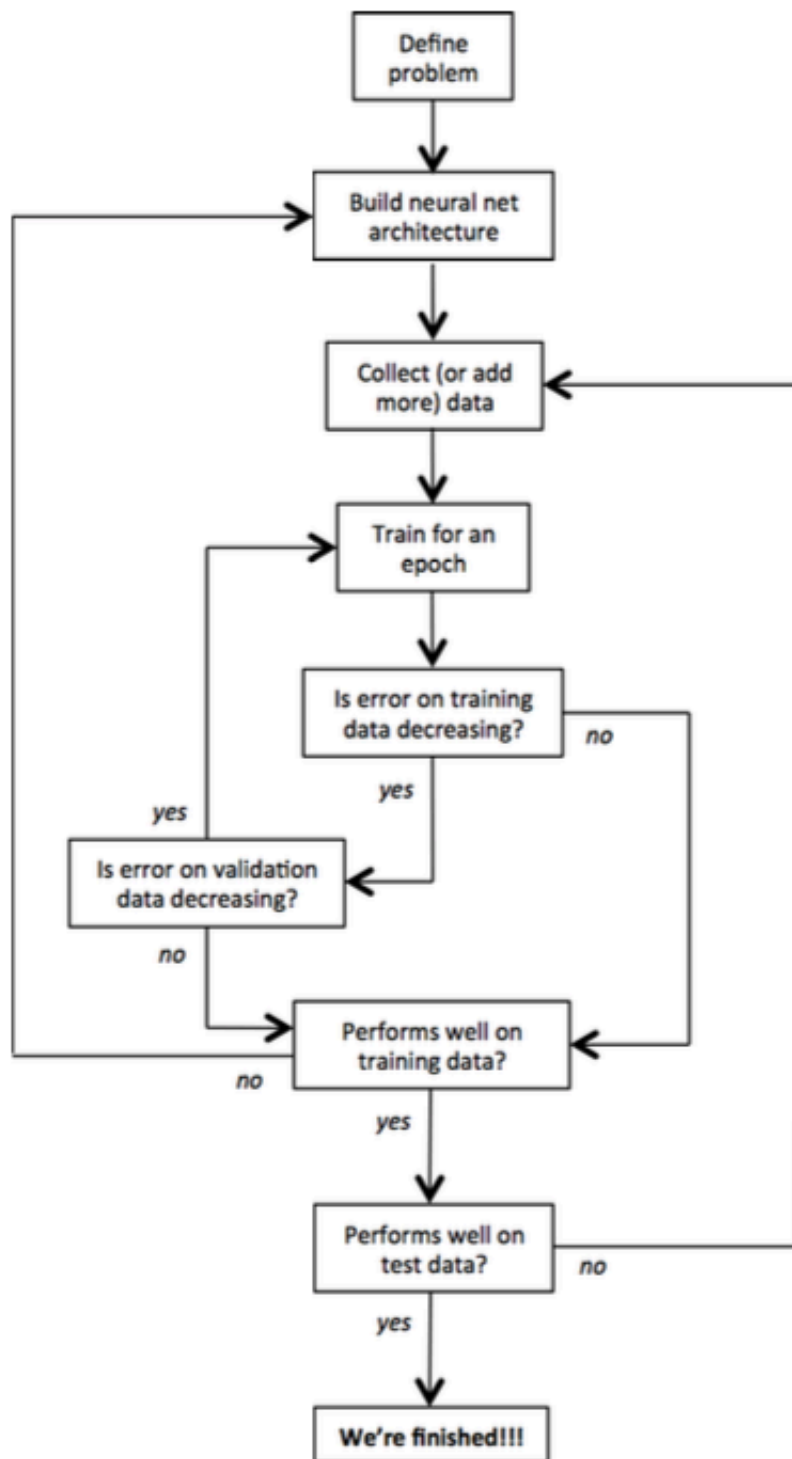 Define
problem
Build neural net
architecture
Collect (or add
more) data
Train for an
epoch
Is error on training
data decreasing?
no
yes
yes
Is error on validation
data decreasing?
no
Performs well on
training data?
no
yes
Performs well on
test data?
no
yes
We're finished!!!